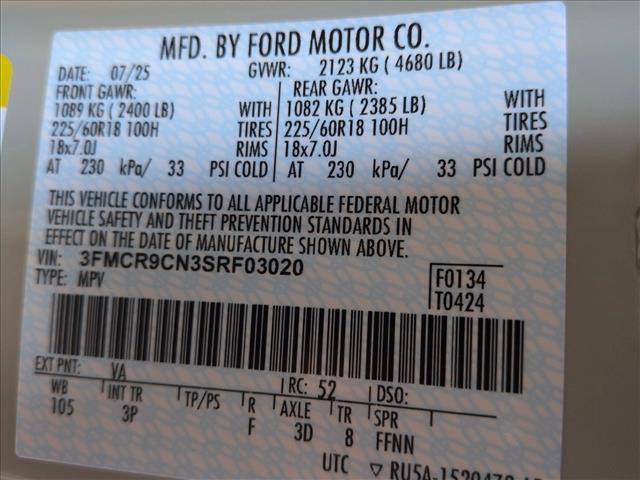 MFD. BY FORD MOTOR CO.
DATE: 07/25 GVWR: 2123 KG ( 4680 LB)
FRONT GAWR: REAR GAWR:
1089 KG ( 2400 LB) WITH 1082 KG ( 2385 LB) WITH
225/60R18 100H TIRES 225/60R18 100H TIRES
18x7.0J RIMS 18x7.0J RIMS
AT 230 kPa/ 33 PSI COLD AT 230 kPa/ 33 PSI COLD
THIS VEHICLE CONFORMS TO ALL APPLICABLE FEDERAL MOTOR
VEHICLE SAFETY AND THEFT PREVENTION STANDARDS IN
EFFECT ON THE DATE OF MANUFACTURE SHOWN ABOVE.
VIN: 3FMCR9CN3SRF03020
TYPE: MPV
F0134
T0424
EXT PNT: VA RC: 52 DSO:
WB INT TR TP/PS R AXLE TR SPR
105 3P F 3D 8 FFNN
UTC